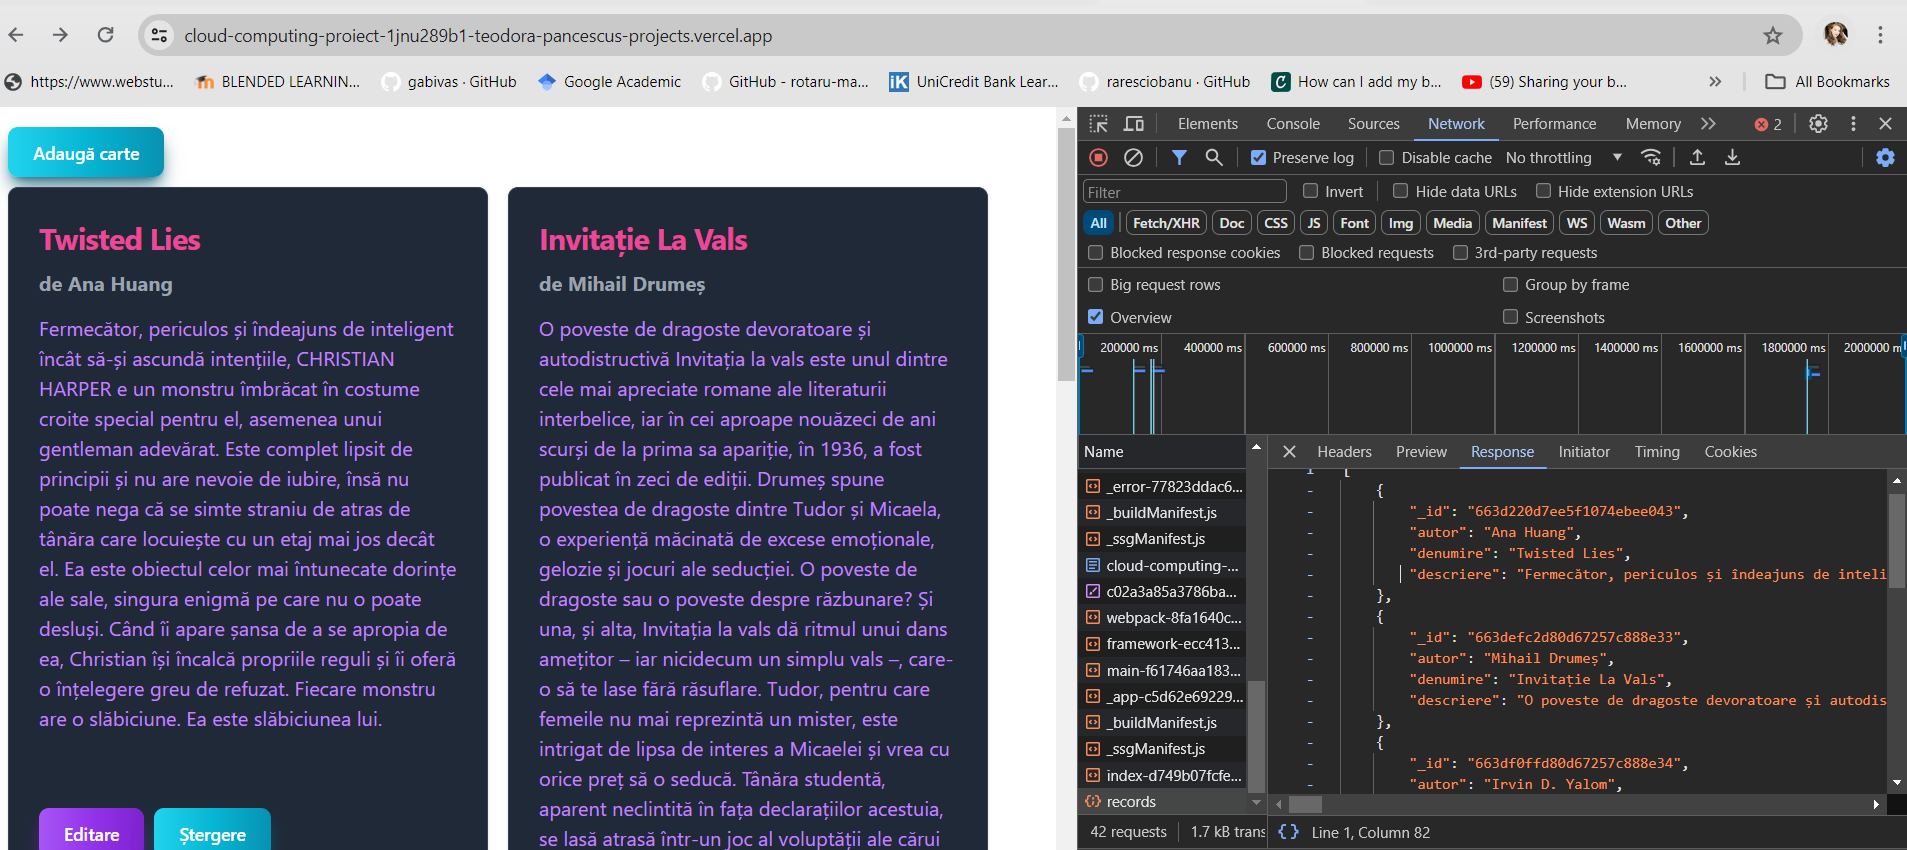 cloud-computing-proiect-1jnu289b1-teodora-pancescus-projects.vercel.app
https://www.webstu... BLENDED LEARNIN... gabivas · GitHub Google Academic GitHub - rotaru-ma... UniCredit Bank Lear... raresciobanu · GitHub How can I add my b... (59) Sharing your b... » All Bookmarks
Adaugă carte
Twisted Lies
de Ana Huang
Fermecător, periculos și îndeajuns de inteligent
încât să-și ascundă intențiile, CHRISTIAN
HARPER e un monstru îmbrăcat în costume
croite special pentru el, asemenea unui
gentleman adevărat. Este complet lipsit de
principii și nu are nevoie de iubire, însă nu
poate nega că se simte straniu de atras de
tânăra care locuiește cu un etaj mai jos decât
el. Ea este obiectul celor mai întunecate dorințe
ale sale, singura enigmă pe care nu o poate
desluși. Când îi apare șansa de a se apropia de
ea, Christian își încalcă propriile reguli și îi oferă
o înțelegere greu de refuzat. Fiecare monstru
are o slăbiciune. Ea este slăbiciunea lui.
Editare Ștergere
Invitație La Vals
de Mihail Drumeș
O poveste de dragoste devoratoare și
autodistructivă Invitația la vals este unul dintre
cele mai apreciate romane ale literaturii
interbelice, iar în cei aproape nouăzeci de ani
scurși de la prima sa apariție, în 1936, a fost
publicat în zeci de ediții. Drumeș spune
povestea de dragoste dintre Tudor și Micaela,
o experiență măcinată de excese emoționale,
gelozie și jocuri ale seducției. O poveste de
dragoste sau o poveste despre răzbunare? Și
una, și alta, Invitația la vals dă ritmul unui dans
amețitor – iar nicidecum un simplu vals –, care-
o să te lase fără răsuflare. Tudor, pentru care
femeile nu mai reprezintă un mister, este
intrigat de lipsa de interes a Micaelei și vrea cu
orice preț să o seducă. Tânăra studentă,
aparent neclintită în fața declarațiilor acestuia,
se lasă atrasă într-un joc al voluptății ale cărui
Elements Console Sources Network Performance Memory » 2
Preserve log Disable cache No throttling
Filter Invert Hide data URLs Hide extension URLs
All Fetch/XHR Doc CSS JS Font Img Media Manifest WS Wasm Other
Blocked response cookies Blocked requests 3rd-party requests
Big request rows Group by frame
Overview Screenshots
200000 ms 400000 ms 600000 ms 800000 ms 1000000 ms 1200000 ms 1400000 ms 1600000 ms 1800000 ms 2000000 m
Name
_error-77823ddac6...
_buildManifest.js
_ssgManifest.js
cloud-computing-...
c02a3a85a3786ba...
webpack-8fa1640c...
framework-ecc413...
main-f61746aa183...
_app-c5d62e69229...
_buildManifest.js
_ssgManifest.js
index-d749b07fcfe...
records
42 requests 1.7 kB trans
Headers Preview Response Initiator Timing Cookies
1 [
- {
- "_id": "663d220d7ee5f1074ebee043",
- "autor": "Ana Huang",
- "denumire": "Twisted Lies",
- "descriere": "Fermecător, periculos și îndeajuns de inteli
- },
- {
- "_id": "663defc2d80d67257c888e33",
- "autor": "Mihail Drumeș",
- "denumire": "Invitație La Vals",
- "descriere": "O poveste de dragoste devoratoare și autodis
- },
- {
- "_id": "663df0ffd80d67257c888e34",
- "autor": "Irvin D. Yalom",
{ } Line 1, Column 82